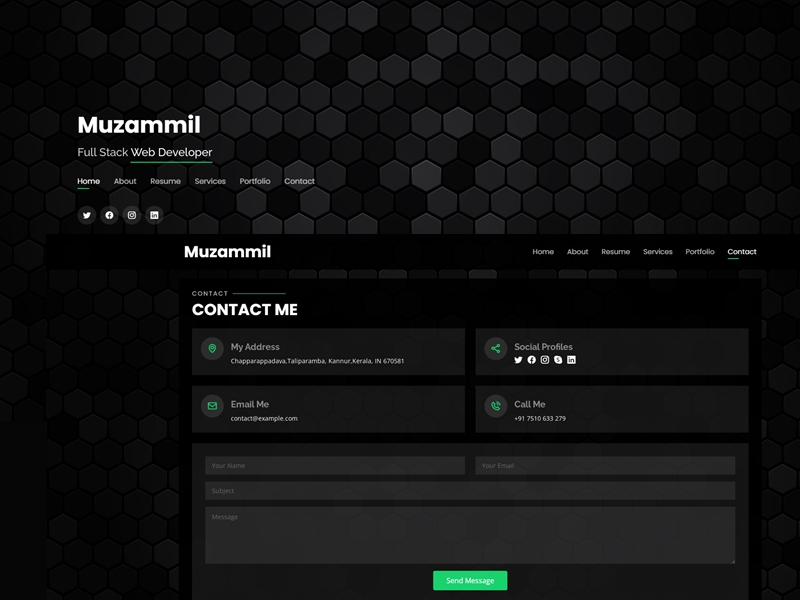 Muzammil
Full Stack Web Developer
Home About Resume Services Portfolio Contact
Muzammil
Home About Resume Services Portfolio Contact
CONTACT
CONTACT ME
My Address
Chapparappadava,Taliparamba, Kannur,Kerala, IN 670581
Social Profiles
Email Me
contact@example.com
Call Me
+91 7510 633 279
Your Name
Your Email
Subject
Message
Send Message